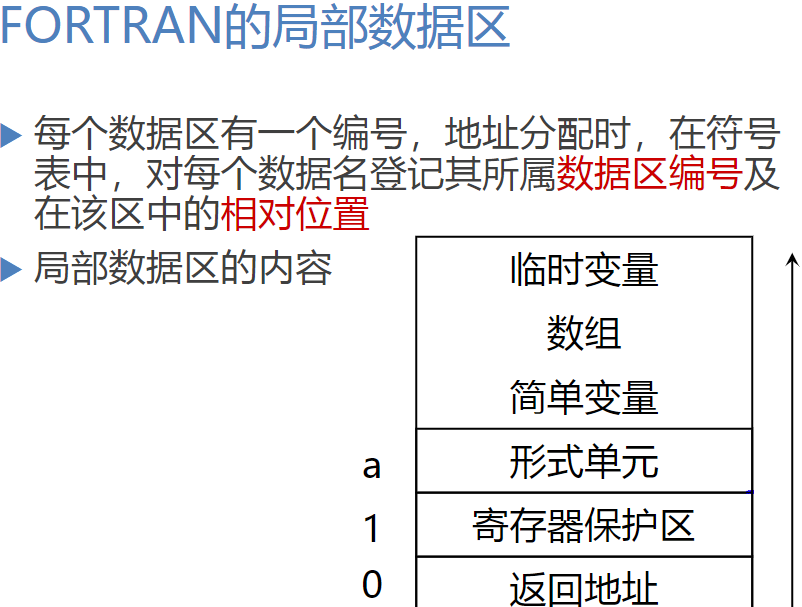 FORTRAN的局部数据区
每个数据区有一个编号，地址分配时，在符号
表中，对每个数据名登记其所属数据区编号及
在该区中的相对位置
局部数据区的内容
临时变量
数组
简单变量
a 形式单元
1 寄存器保护区
0 返回地址